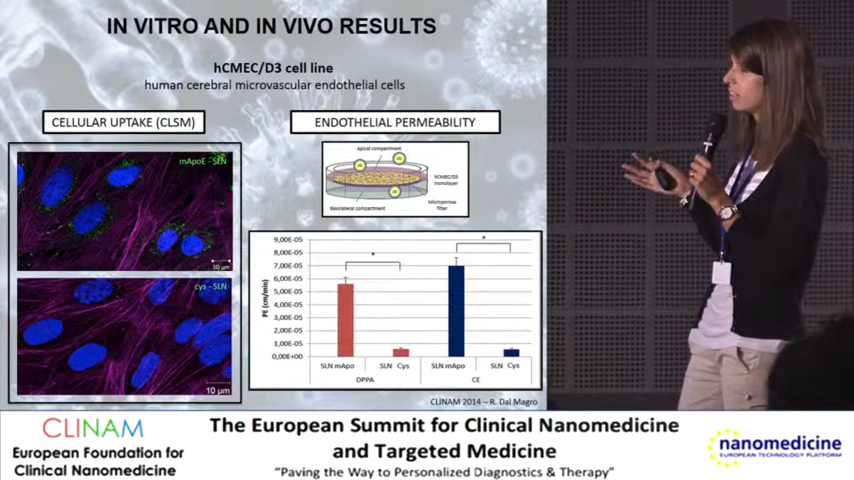 IN VITRO AND IN VIVO RESULTS
hCMEC/D3 cell line
human cerebral microvascular endothelial cells
CELLULAR UPTAKE (CLSM)
ENDOTHELIAL PERMEABILITY
mApoE - SLN
10 µm
cys - SLN
10 µm
Apical compartment
hCMEC/D3
monolayer
Microporous
filter
Basolateral compartment
9,00E-05
8,00E-05
7,00E-05
6,00E-05
5,00E-05
4,00E-05
3,00E-05
2,00E-05
1,00E-05
0,00E+00
PE (cm/min)
*
*
SLN mApo
SLN Cys
SLN mApo
SLN Cys
DPPA
CE
CLINAM 2014 – R. Dal Magro
CLINAM
European Foundation for
Clinical Nanomedicine
The European Summit for Clinical Nanomedicine
and Targeted Medicine
“Paving the Way to Personalized Diagnostics & Therapy”
nanomedicine
EUROPEAN TECHNOLOGY PLATFORM